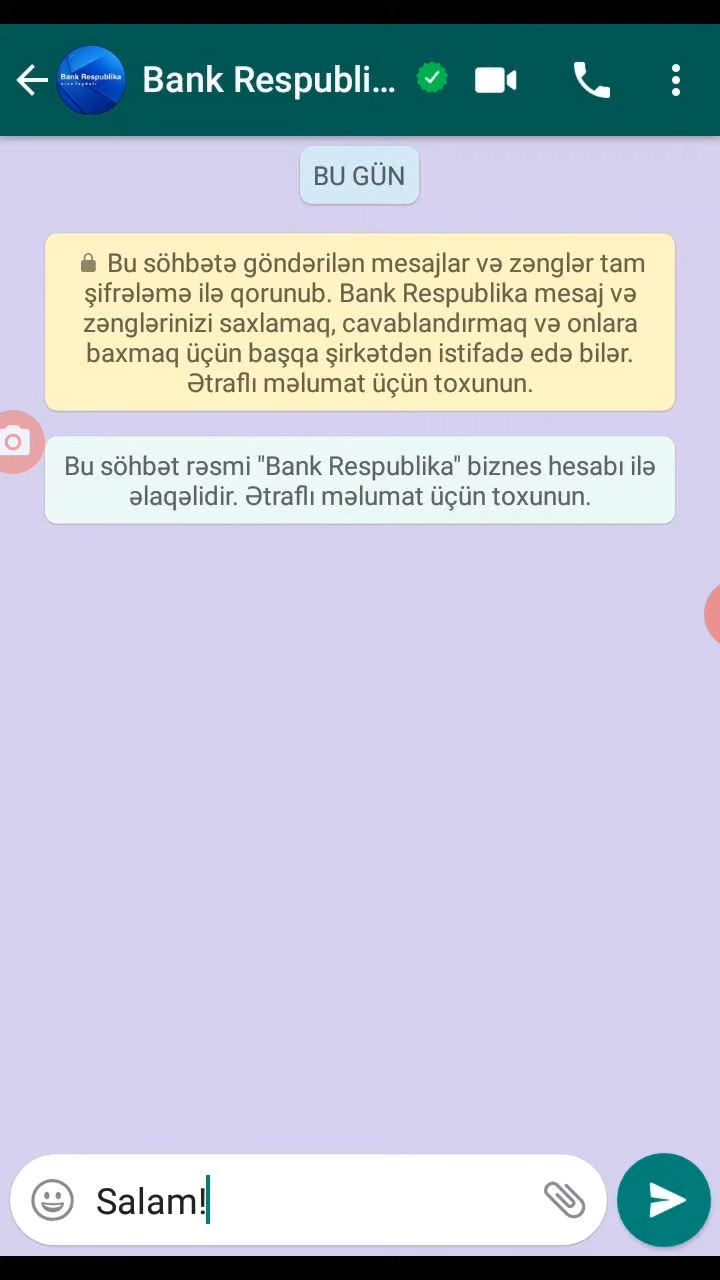 Bank Respublika
Bank Respubli...
BU GÜN
Bu söhbətə göndərilən mesajlar və zənglər tam
şifrələmə ilə qorunub. Bank Respublika mesaj və
zənglərinizi saxlamaq, cavablandırmaq və onlara
baxmaq üçün başqa şirkətdən istifadə edə bilər.
Ətraflı məlumat üçün toxunun.
Bu söhbət rəsmi "Bank Respublika" biznes hesabı ilə
əlaqəlidir. Ətraflı məlumat üçün toxunun.
Salam!